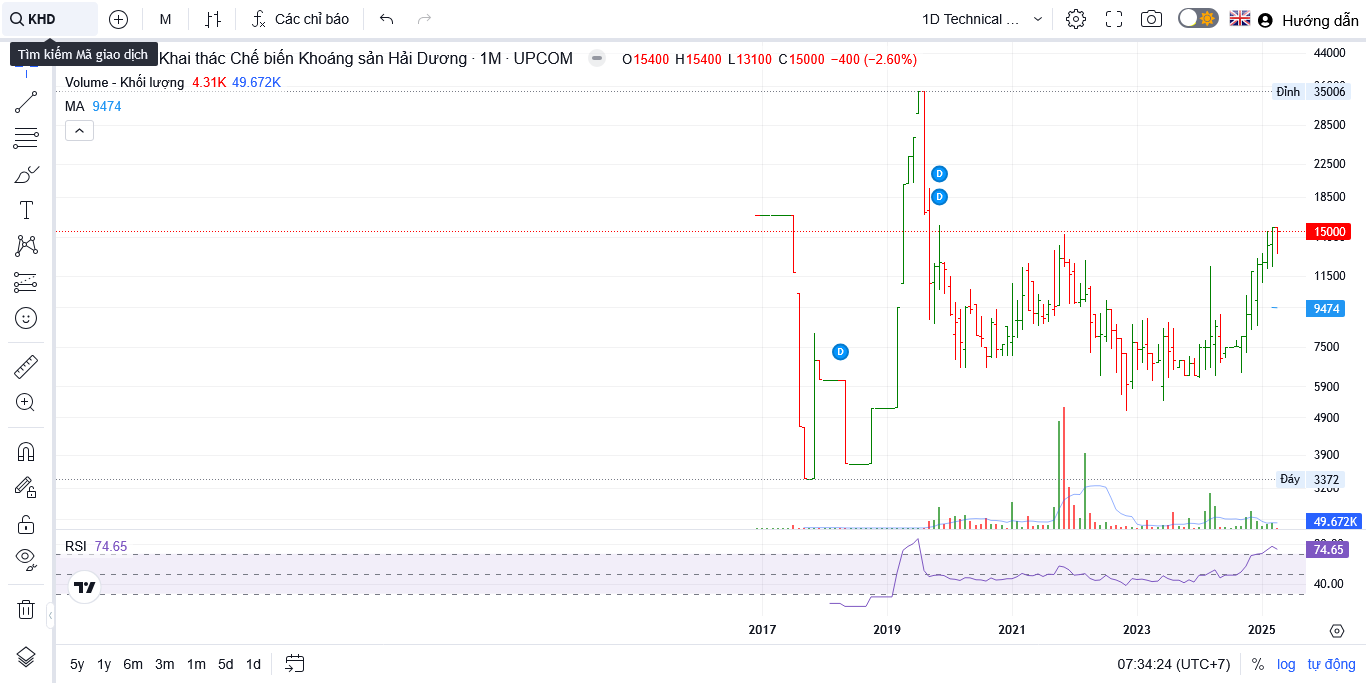 KHD
M
Các chỉ báo
1D Technical ...
Hướng dẫn
Tìm kiếm Mã giao dịch
Khai thác Chế biến Khoáng sản Hải Dương · 1M · UPCOM
O15400 H15400 L13100 C15000 −400 (−2.60%)
Volume - Khối lượng 4.31K 49.672K
MA 9474
44000
Đỉnh 35006
28500
22500
18500
15000
11500
9474
7500
5900
4900
3900
Đáy 3372
3200
49.672K
D
D
D
RSI 74.65
74.65
40.00
2017 2019 2021 2023 2025
5y 1y 6m 3m 1m 5d 1d
07:34:24 (UTC+7)
% log tự động